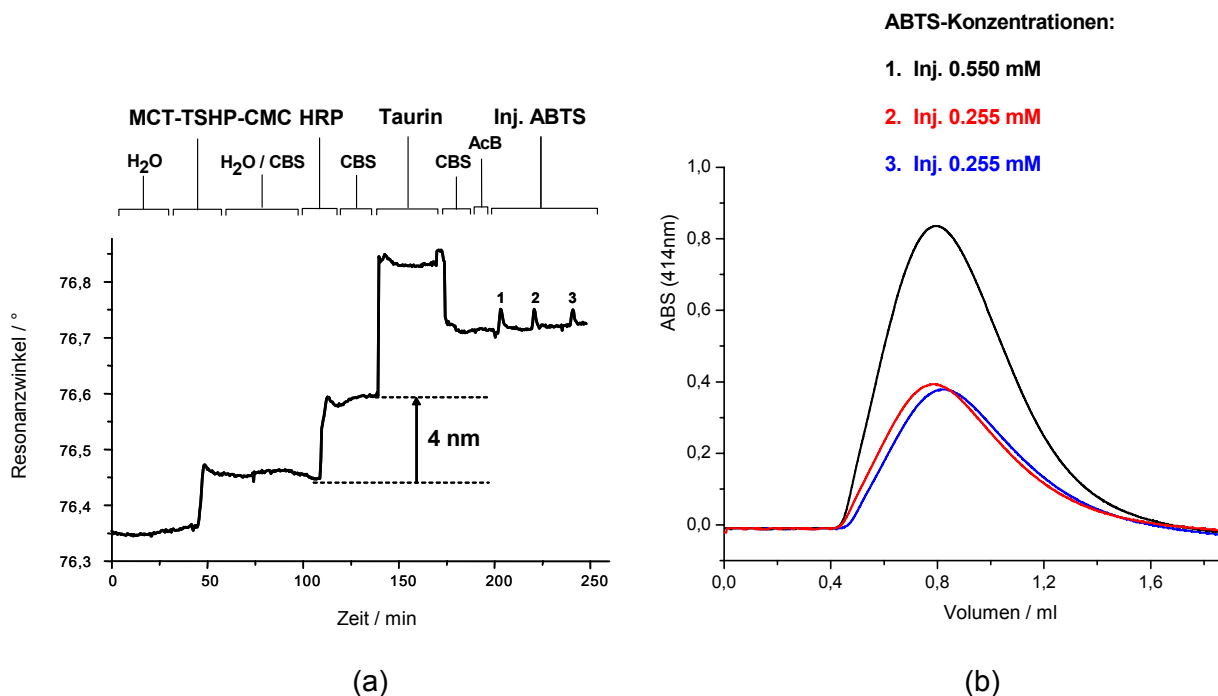 ABTS-Konzentrationen:
1. Inj. 0.550 mM
2. Inj. 0.255 mM
3. Inj. 0.255 mM
MCT-TSHP-CMC HRP Taurin Inj. ABTS
H2O H2O / CBS CBS CBS AcB
Resonanzwinkel / °
76,8
76,7
76,6
76,5
76,4
76,3
1 2 3
4 nm
0 50 100 150 200 250
Zeit / min
(a)
ABS (414nm)
1,0
0,8
0,6
0,4
0,2
0,0
0,0 0,4 0,8 1,2 1,6
Volumen / ml
(b)